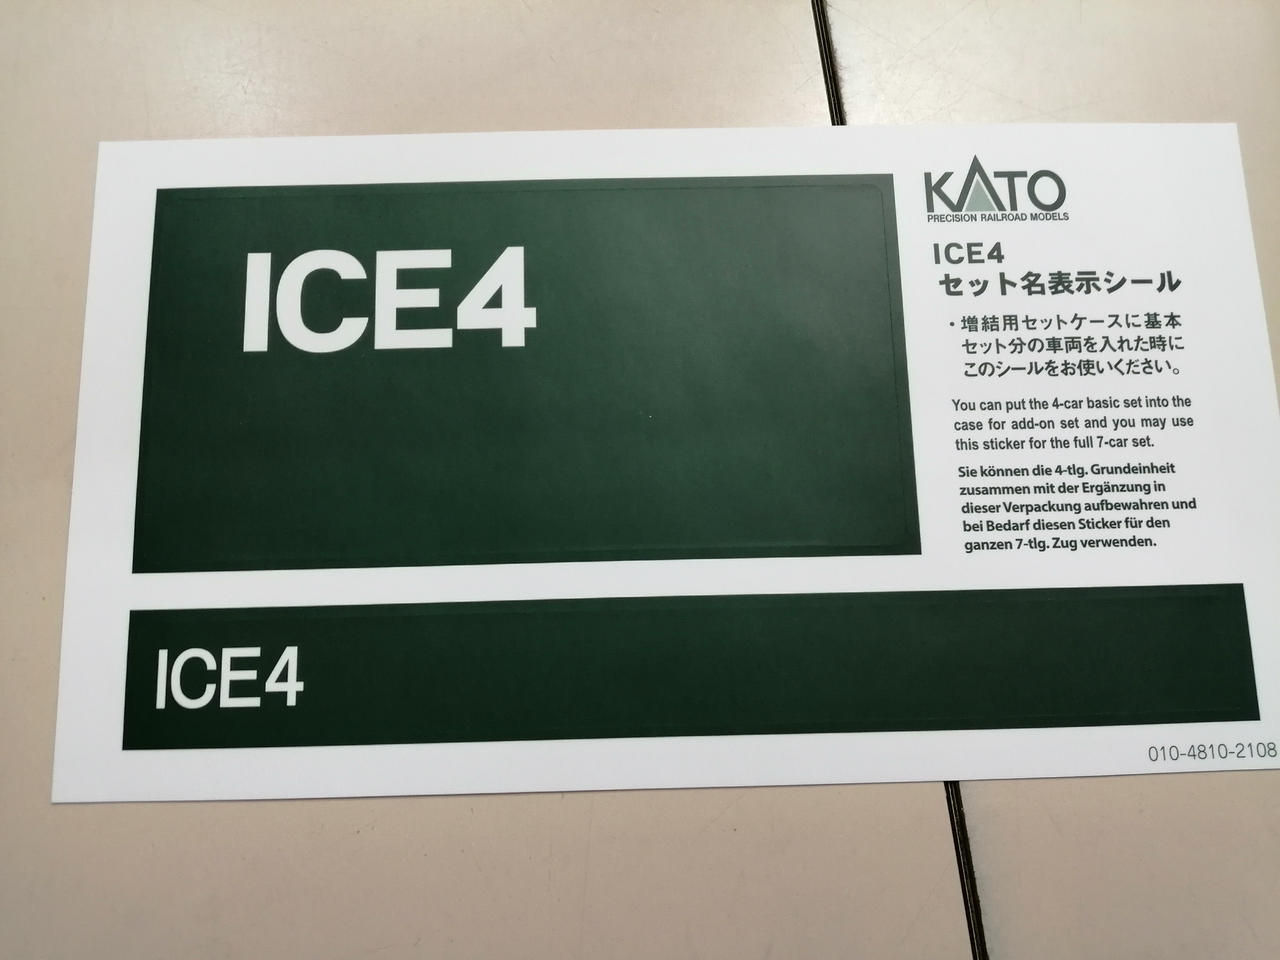 ICE4
KATO
PRECISION RAILROAD MODELS
ICE4
セット名表示シール
・増結用セットケースに基本
セット分の車両を入れた時に
このシールをお使いください。
You can put the 4-car basic set into the
case for add-on set and you may use
this sticker for the full 7-car set.
Sie können die 4-tlg. Grundeinheit
zusammen mit der Ergänzung in
dieser Verpackung aufbewahren und
bei Bedarf diesen Sticker für den
ganzen 7-tlg. Zug verwenden.
ICE4
010-4810-2108